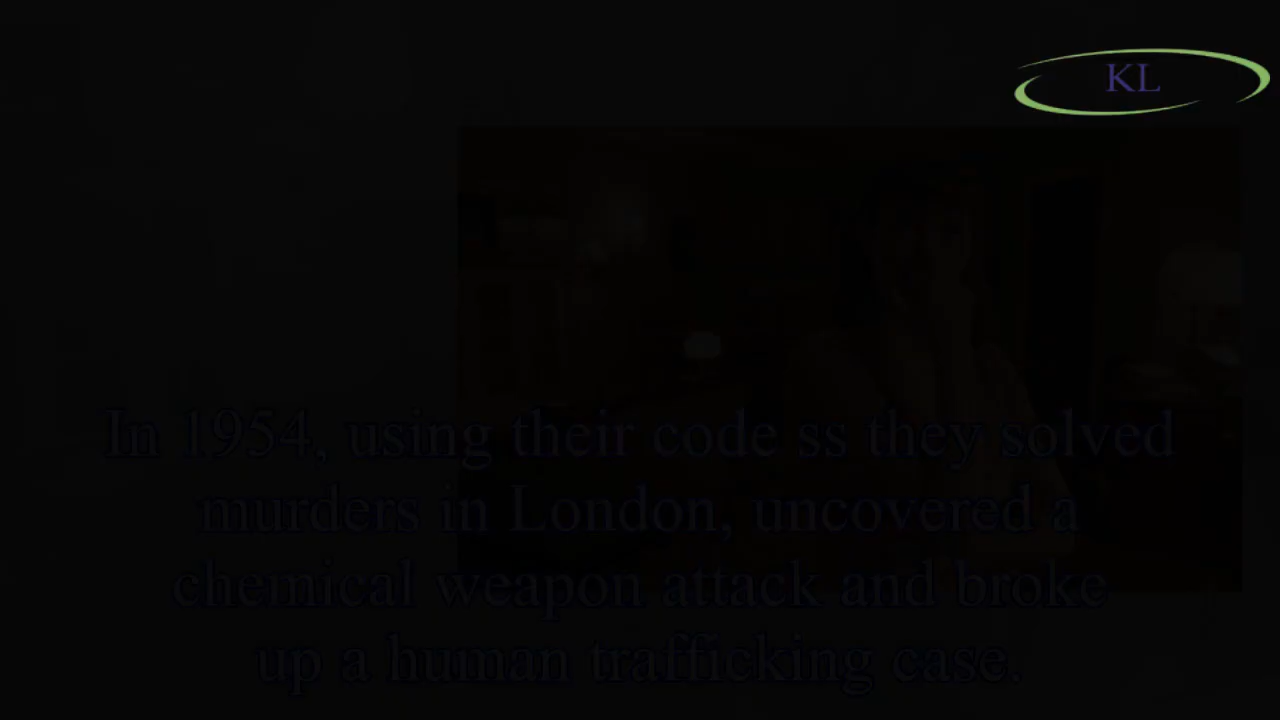 KL
In 1954, using their code ss they solved
murders in London, uncovered a
chemical weapon attack and broke
up a human trafficking case.